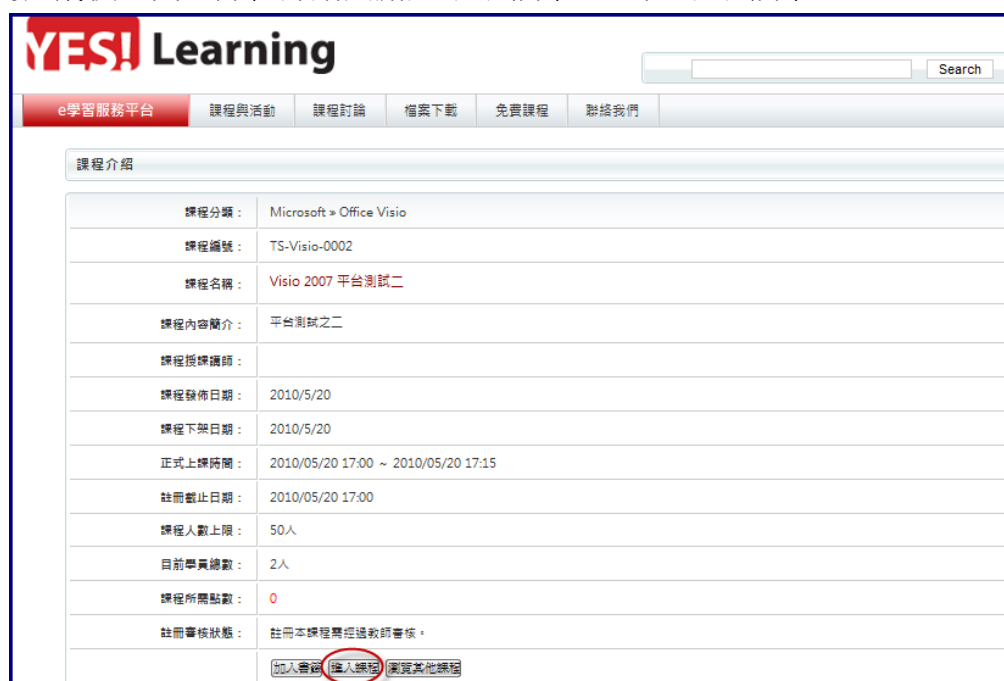 YES! Learning
Search
e學習服務平台 課程與活動 課程討論 檔案下載 免費課程 聯絡我們
課程介紹
課程分類： Microsoft » Office Visio
課程編號： TS-Visio-0002
課程名稱： Visio 2007 平台測試二
課程內容簡介： 平台測試之二
課程授課講師：
課程發佈日期： 2010/5/20
課程下架日期： 2010/5/20
正式上課時間： 2010/05/20 17:00 ~ 2010/05/20 17:15
註冊截止日期： 2010/05/20 17:00
課程人數上限： 50人
目前學員總數： 2人
課程所需點數： 0
註冊審核狀態： 註冊本課程需經過教師審核。
加入書籤 進入課程 瀏覽其他課程